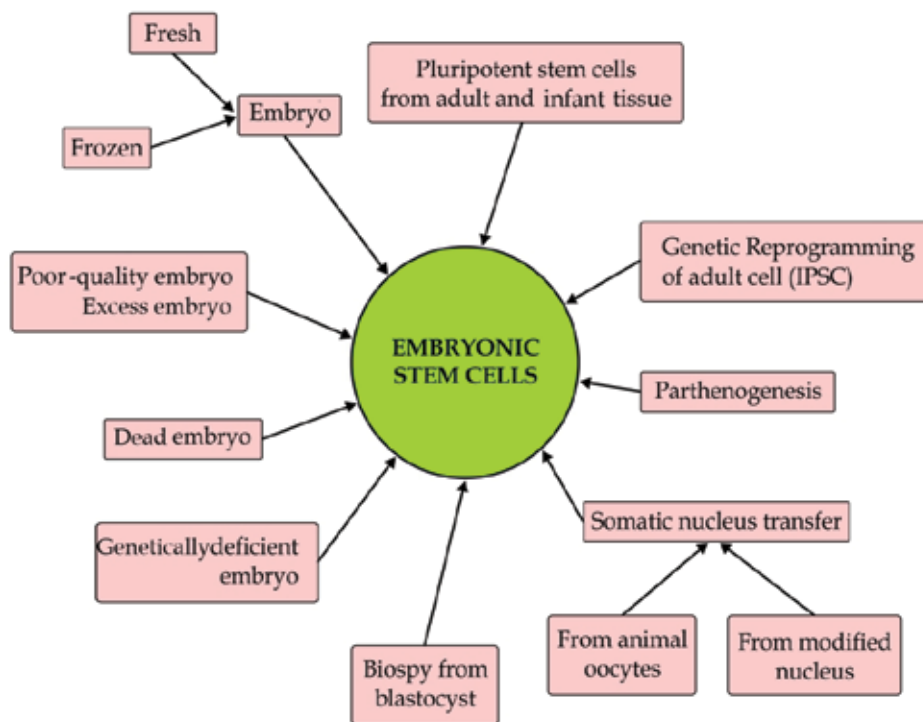 Fresh
Frozen
Embryo
Pluripotent stem cells
from adult and infant tissue
Poor-quality embryo
Excess embryo
Genetic Reprogramming
of adult cell (IPSC)
EMBRYONIC
STEM CELLS
Parthenogenesis
Dead embryo
Somatic nucleus transfer
Geneticallydeficient
embryo
From animal
oocytes
From modified
nucleus
Biospy from
blastocyst